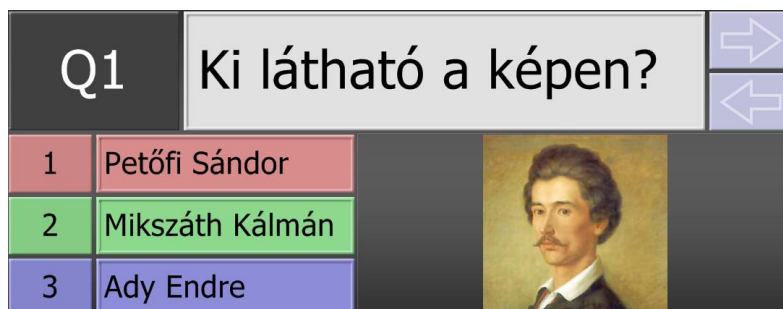 Q1
Ki látható a képen?
1 Petőfi Sándor
2 Mikszáth Kálmán
3 Ady Endre